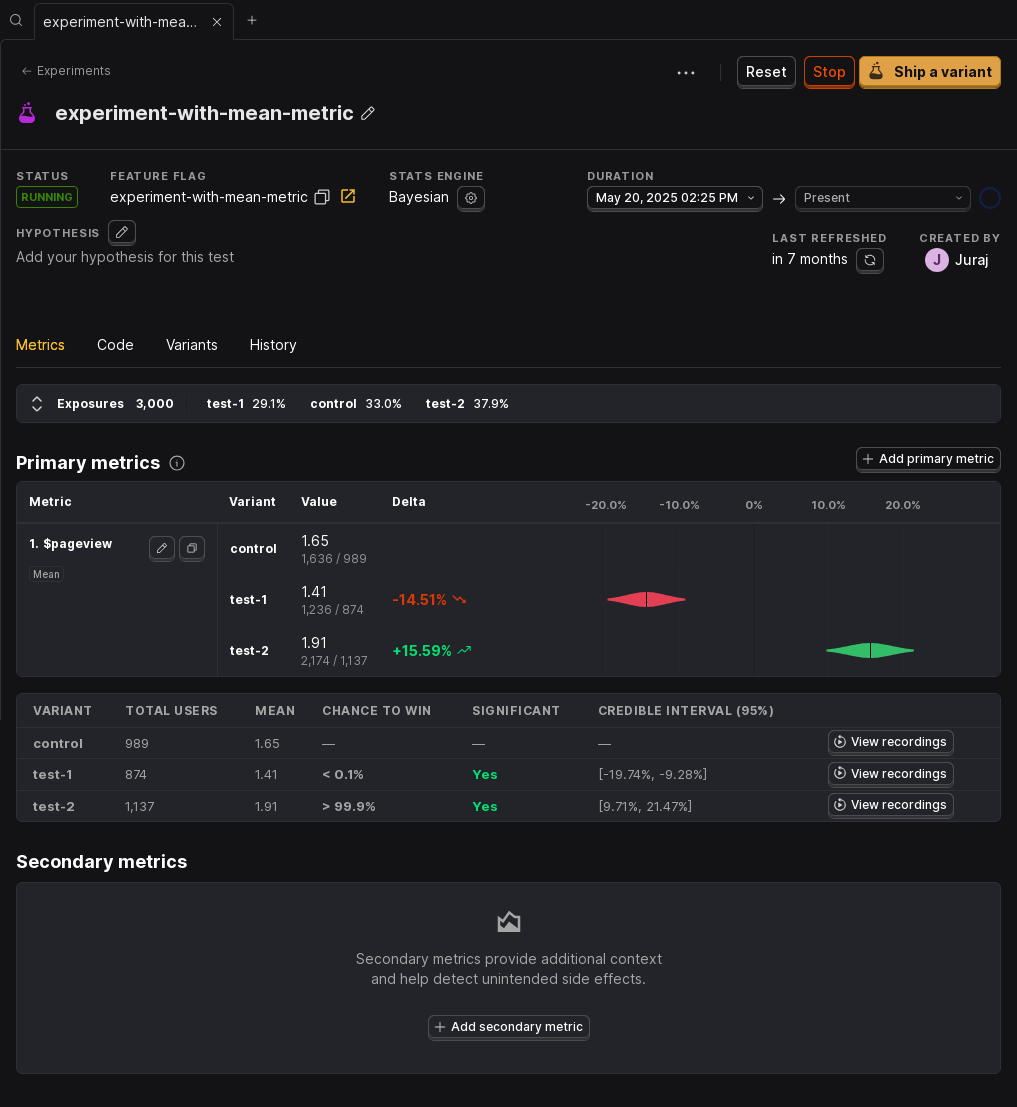 experiment-with-mea...
Experiments
Reset
Stop
Ship a variant
experiment-with-mean-metric
STATUS
FEATURE FLAG
STATS ENGINE
DURATION
RUNNING
experiment-with-mean-metric
Bayesian
May 20, 2025 02:25 PM
Present
HYPOTHESIS
LAST REFRESHED
CREATED BY
Add your hypothesis for this test
in 7 months
J Juraj
Metrics
Code
Variants
History
Exposures 3,000 test-1 29.1% control 33.0% test-2 37.9%
Primary metrics
Add primary metric
Metric Variant Value Delta -20.0% -10.0% 0% 10.0% 20.0%
1. $pageview
Mean
control 1.65
1,636 / 989
test-1 1.41 -14.51%
1,236 / 874
test-2 1.91 +15.59%
2,174 / 1,137
VARIANT TOTAL USERS MEAN CHANCE TO WIN SIGNIFICANT CREDIBLE INTERVAL (95%)
control 989 1.65 — — — View recordings
test-1 874 1.41 < 0.1% Yes [-19.74%, -9.28%] View recordings
test-2 1,137 1.91 > 99.9% Yes [9.71%, 21.47%] View recordings
Secondary metrics
Secondary metrics provide additional context
and help detect unintended side effects.
Add secondary metric